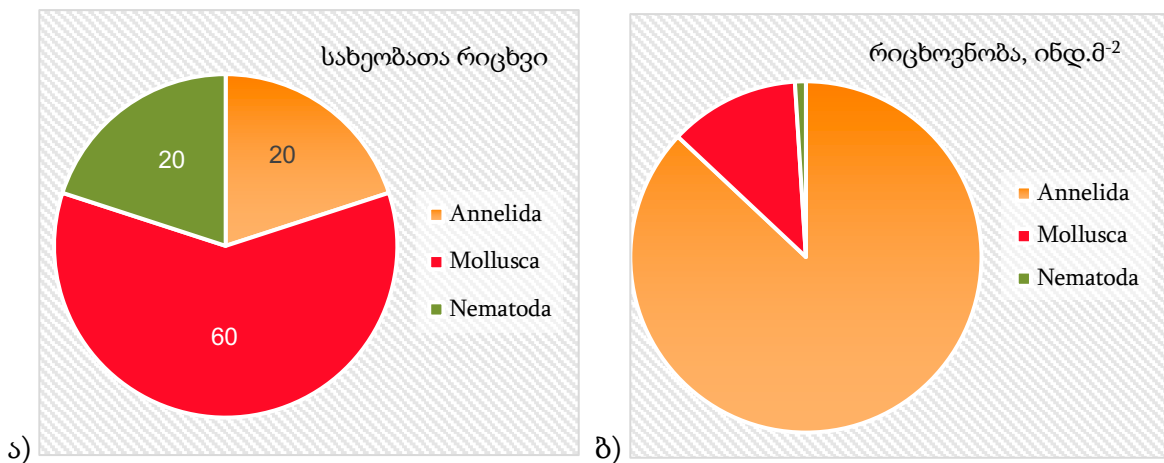 სახეობათა რიცხვი
20
20
60
Annelida
Mollusca
Nematoda
ა)
რიცხოვნობა, ინდ.მ-2
Annelida
Mollusca
Nematoda
ბ)